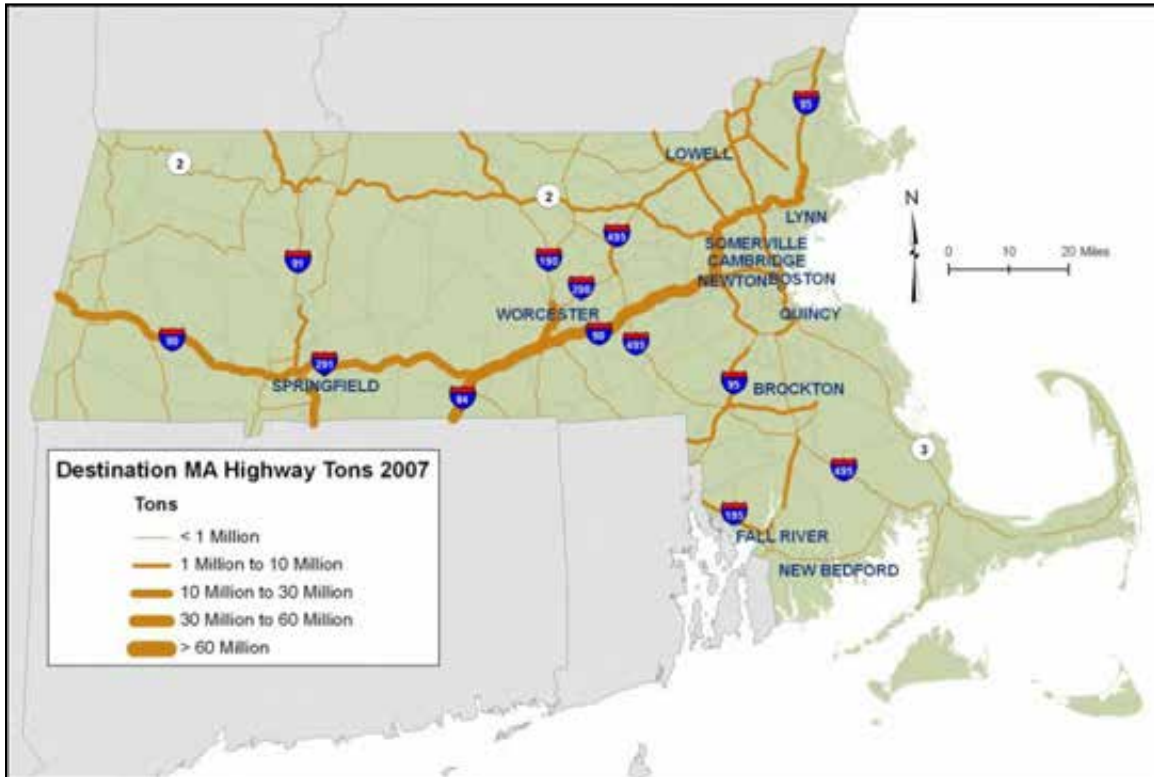 95
LOWELL
2
2
N
LYNN
495
0 10 20 Miles
91
190
SOMERVILLE
CAMBRIDGE
NEWTON
BOSTON
WORCESTER
QUINCY
90
90
495
291
SPRINGFIELD
84
95
BROCKTON
3
495
195
FALL RIVER
NEW BEDFORD
Destination MA Highway Tons 2007
Tons
< 1 Million
1 Million to 10 Million
10 Million to 30 Million
30 Million to 60 Million
> 60 Million